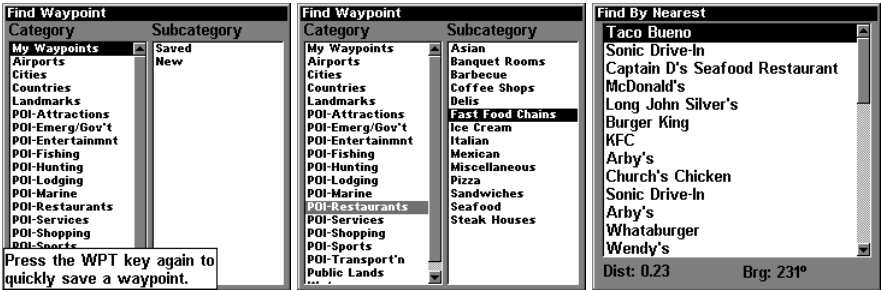 Find Waypoint
Category Subcategory
My Waypoints
Airports
Cities
Countries
Landmarks
POI-Attractions
POI-Emerg/Gov't
POI-Entertainmnt
POI-Fishing
POI-Hunting
POI-Lodging
POI-Marine
POI-Restaurants
POI-Services
POI-Shopping
POI-Sports
Saved
New
Press the WPT key again to
quickly save a waypoint.
Find Waypoint
Category Subcategory
My Waypoints
Airports
Cities
Countries
Landmarks
POI-Attractions
POI-Emerg/Gov't
POI-Entertainmnt
POI-Fishing
POI-Hunting
POI-Lodging
POI-Marine
POI-Restaurants
POI-Services
POI-Shopping
POI-Sports
POI-Transport'n
Public Lands
Asian
Banquet Rooms
Barbecue
Coffee Shops
Delis
Fast Food Chains
Ice Cream
Italian
Mexican
Miscellaneous
Pizza
Sandwiches
Seafood
Steak Houses
Find By Nearest
Taco Bueno
Sonic Drive-In
Captain D's Seafood Restaurant
McDonald's
Long John Silver's
Burger King
KFC
Arby's
Church's Chicken
Sonic Drive-In
Arby's
Whataburger
Wendy's
Dist: 0.23 Brg: 231º